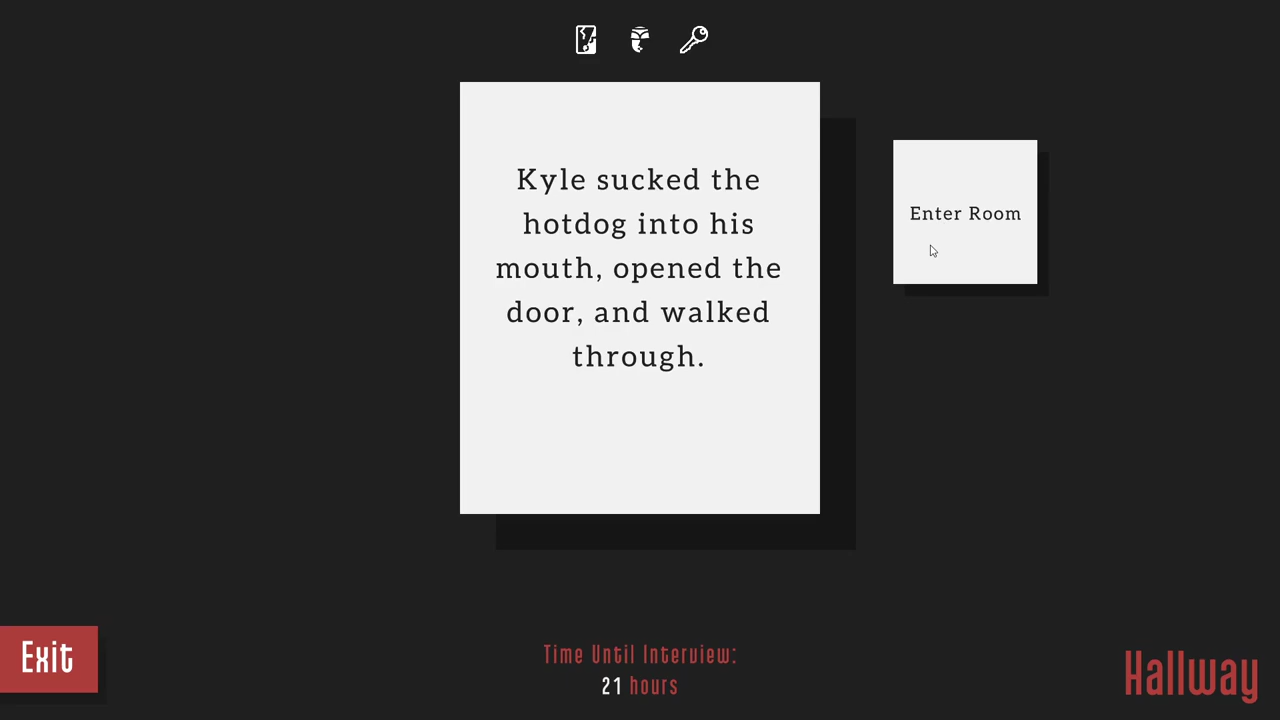 Kyle sucked the
hotdog into his
mouth, opened the
door, and walked
through.
Enter Room
Exit
Time Until Interview:
21 hours
Hallway